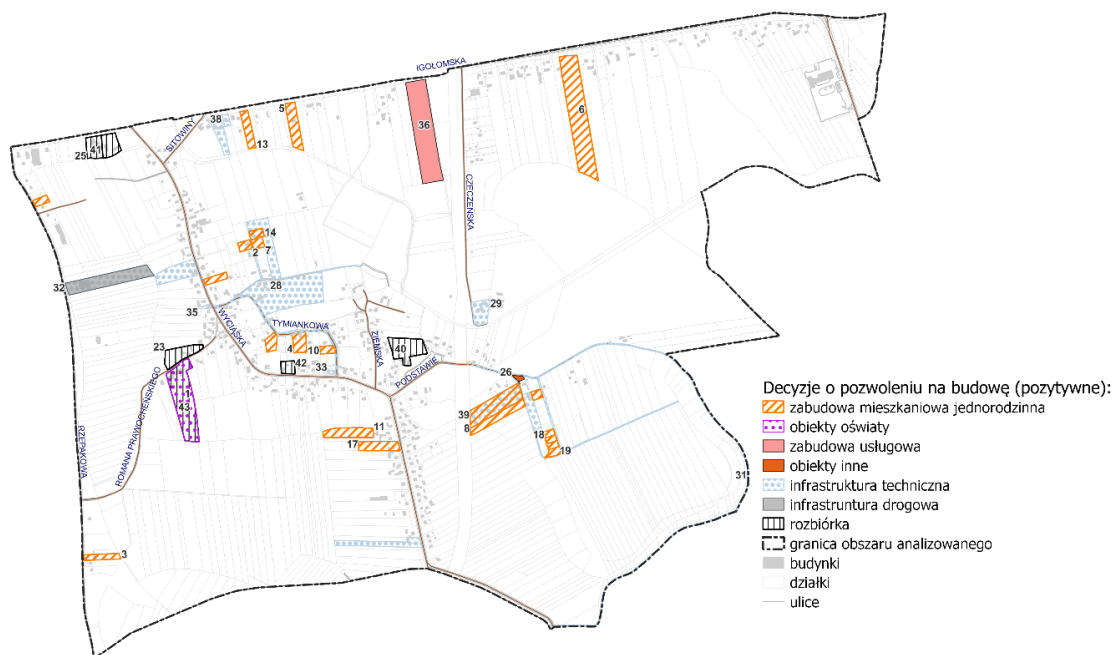 IGOŁOMSKA
38
5
6
36
13
SITOWINY
41
25
CZECZEŃSKA
14
2
7
32
28
29
35
WYCIĄSKA
TYMIANKOWA
ZIEMSKA
4
10
40
23
42
33
PODSTAWIE
26
1
43
ROMANA PRAWOCHEŃSKIEGO
RZEPAKOWA
39
8
11
17
18
19
31
3
Decyzje o pozwoleniu na budowę (pozytywne):
zabudowa mieszkaniowa jednorodzinna
obiekty oświaty
zabudowa usługowa
obiekty inne
infrastruktura techniczna
infrastruntura drogowa
rozbiórka
granica obszaru analizowanego
budynki
działki
ulice